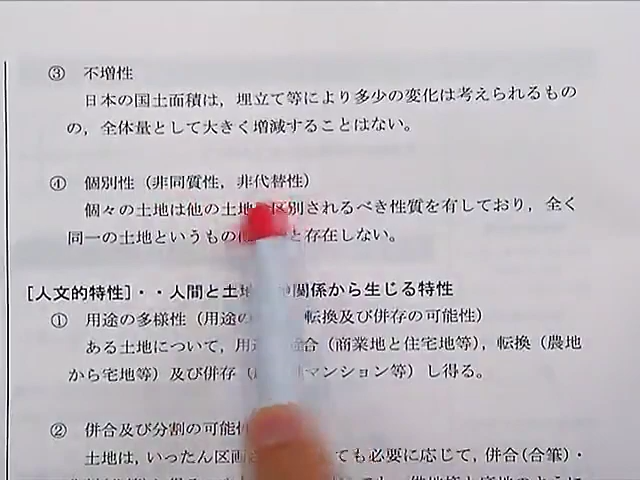 ③ 不増性
日本の国土面積は，埋立て等により多少の変化は考えられるもの
の，全体量として大きく増減することはない。
④ 個別性（非同質性，非代替性）
個々の土地は他の土地 区別されるべき性質を有しており，全く
同一の土地というもの と存在しない。
［人文的特性］・・人間と土地 関係から生じる特性
① 用途の多様性（用途の 転換及び併存の可能性）
ある土地について，用 合（商業地と住宅地等），転換（農地
から宅地等）及び併存（ マンション等）し得る。
② 併合及び分割の可能
土地は，いったん区画 ても必要に応じて，併合（合筆）・